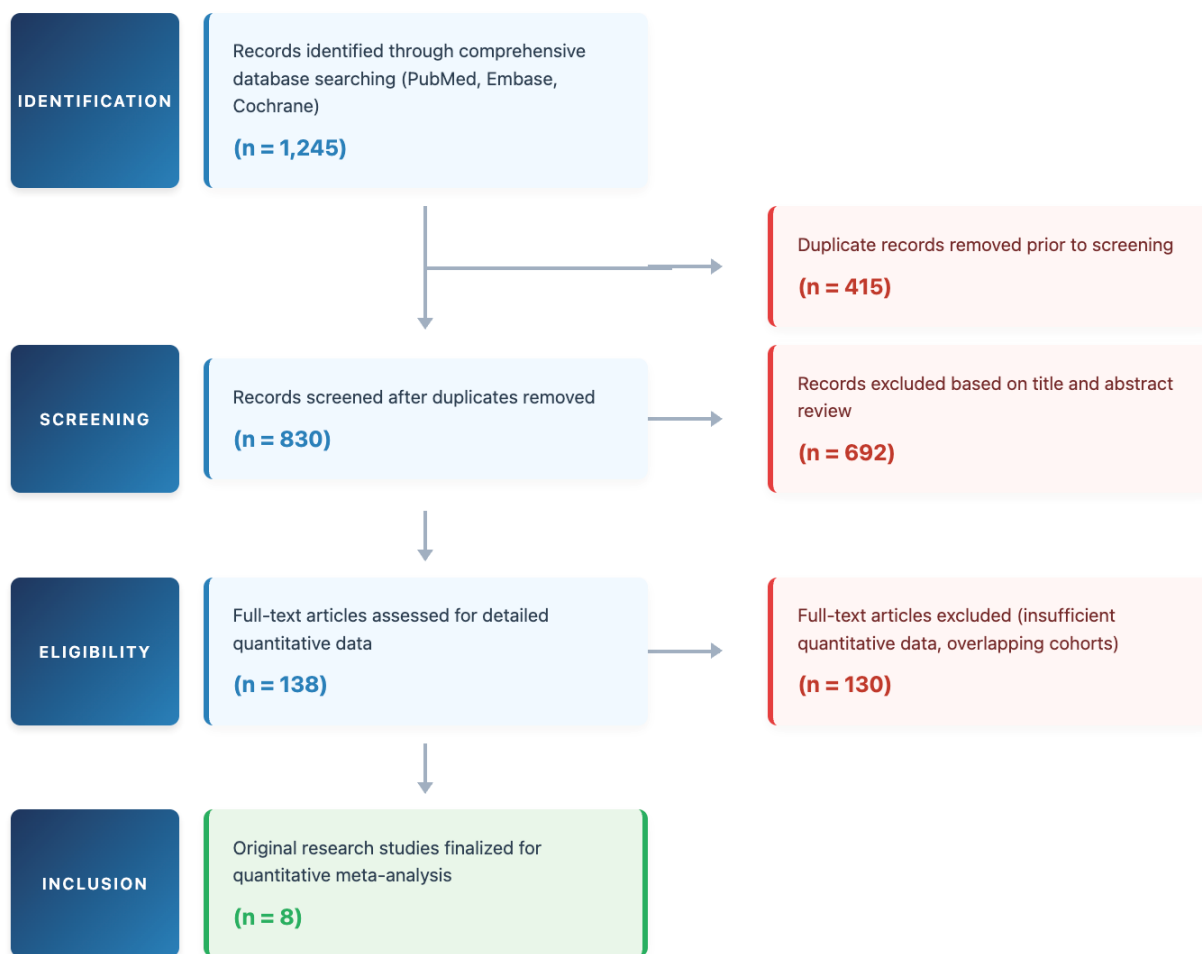 IDENTIFICATION
Records identified through comprehensive
database searching (PubMed, Embase,
Cochrane)
(n = 1,245)
Duplicate records removed prior to screening
(n = 415)
SCREENING
Records screened after duplicates removed
(n = 830)
Records excluded based on title and abstract
review
(n = 692)
ELIGIBILITY
Full-text articles assessed for detailed
quantitative data
(n = 138)
Full-text articles excluded (insufficient
quantitative data, overlapping cohorts)
(n = 130)
INCLUSION
Original research studies finalized for
quantitative meta-analysis
(n = 8)